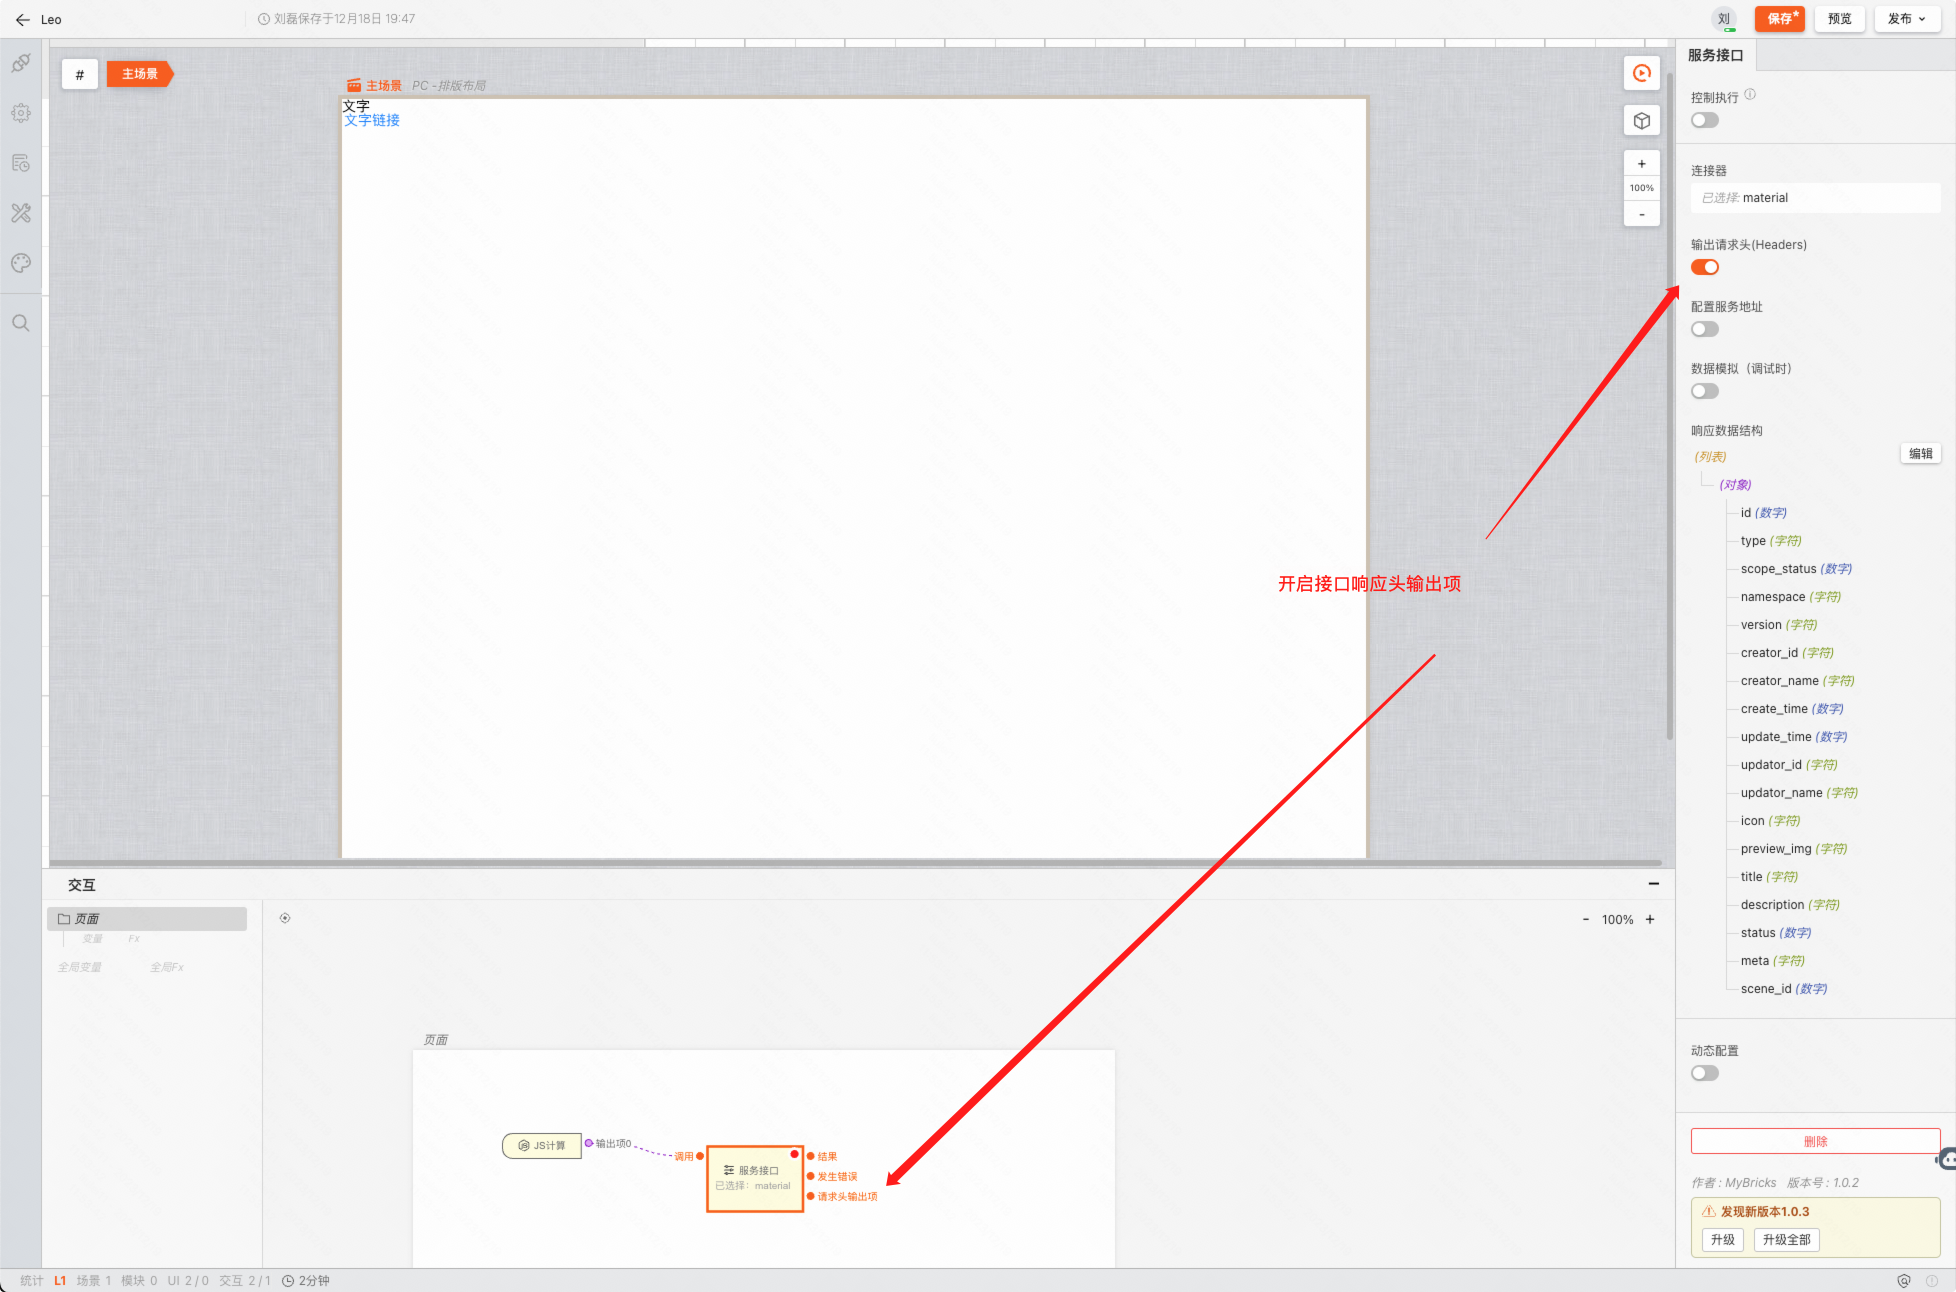 Leo
刘磊保存于12月18日 19:47
刘
保存*
预览
发布
#
主场景
主场景 PC -排版布局
文字
文字链接
+
100%
-
服务接口
控制执行
连接器
已选择: material
输出请求头(Headers)
配置服务地址
数据模拟（调试时）
响应数据结构
编辑
(列表)
(对象)
id (数字)
type (字符)
scope_status (数字)
namespace (字符)
version (字符)
creator_id (字符)
creator_name (字符)
create_time (数字)
update_time (数字)
updator_id (字符)
updator_name (字符)
icon (字符)
preview_img (字符)
title (字符)
description (字符)
status (数字)
meta (字符)
scene_id (数字)
动态配置
删除
作者 : MyBricks 版本号 : 1.0.2
发现新版本1.0.3
升级
升级全部
开启接口响应头输出项
交互
页面
变量 Fx
全局变量 全局Fx
- 100% +
页面
JS计算
输出项0
调用
服务接口
已选择：material
结果
发生错误
请求头输出项
统计 L1 场景 1 模块 0 UI 2 / 0 交互 2 / 1 2分钟